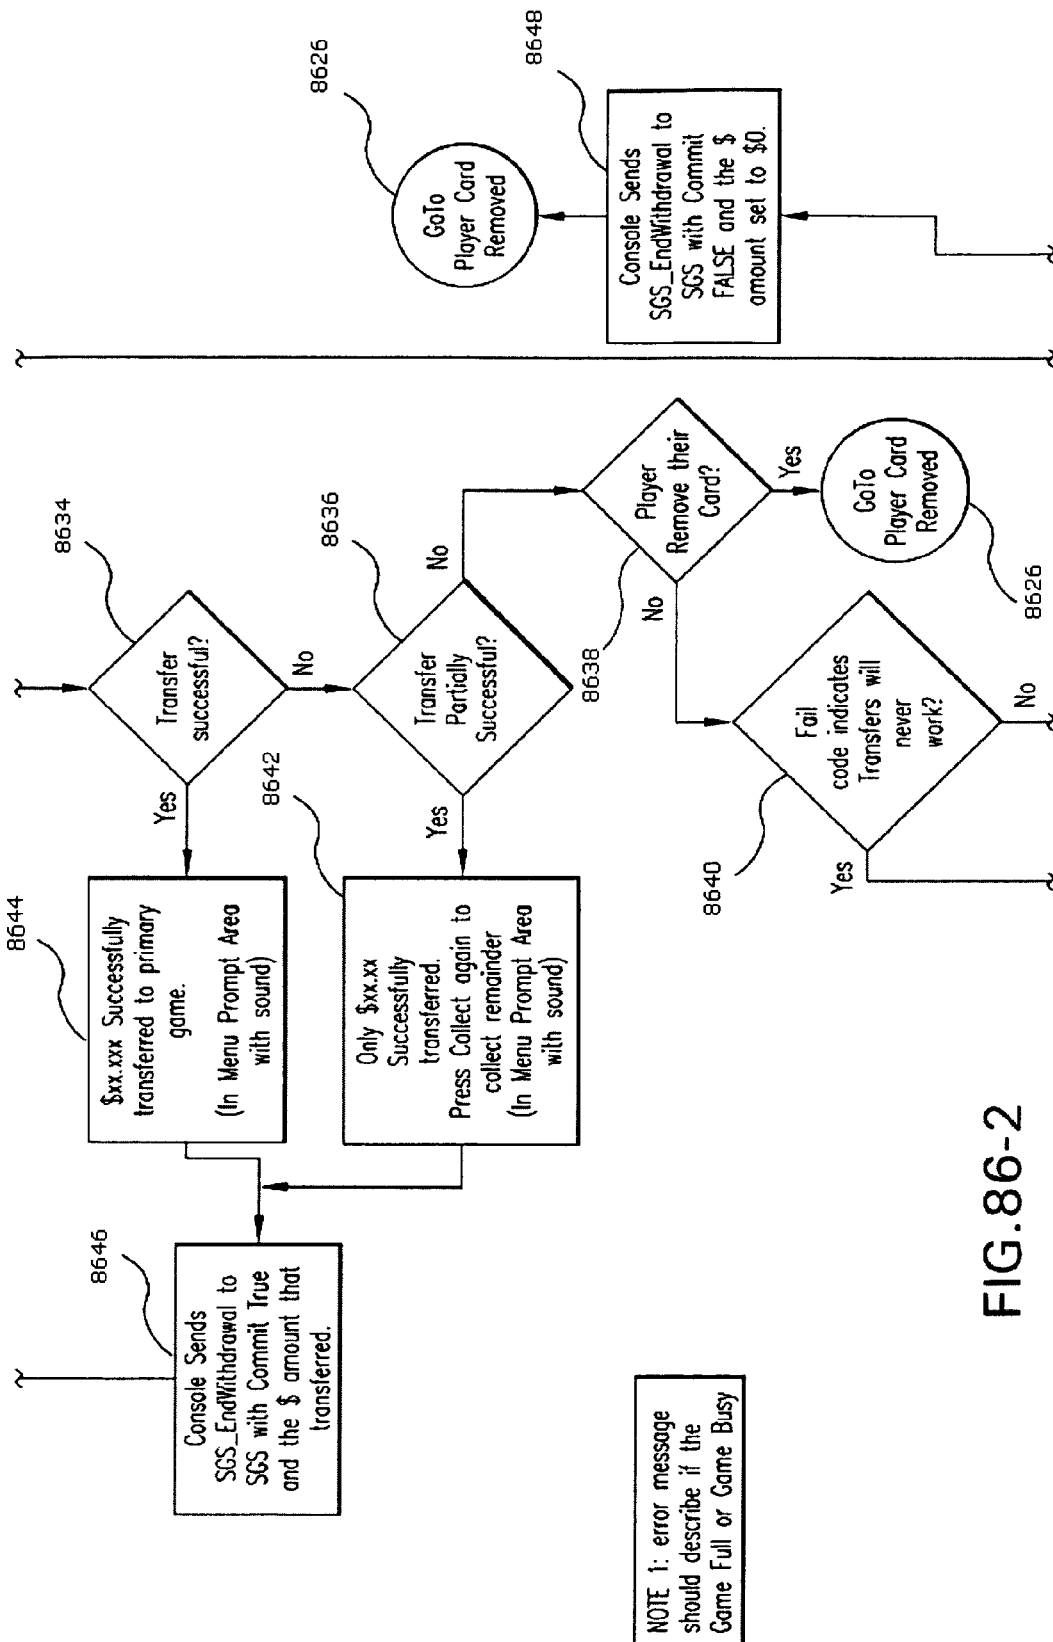 8634
Transfer
successful?
Yes
No
8644
$xx.xxx Successfully
transferred to primary
game.
(In Menu Prompt Area
with sound)
8636
Transfer
Partially
Successful?
Yes
No
8642
Only $xx.xx
Successfully
transferred.
Press Collect again to
collect remainder
(In Menu Prompt Area
with sound)
8646
Console Sends
SGS_EndWithdrawal to
SGS with Commit True
and the $ amount that
transferred.
8638
Player
Remove their
Card?
Yes
No
GoTo
Player Card
Removed
8626
8640
Fail
code indicates
Transfers will
never
work?
Yes
No
8626
GoTo
Player Card
Removed
8648
Console Sends
SGS_EndWithdrawal to
SGS with Commit
FALSE and the $
amount set to $0.
NOTE 1: error message
should describe if the
Game Full or Game Busy
FIG.86-2